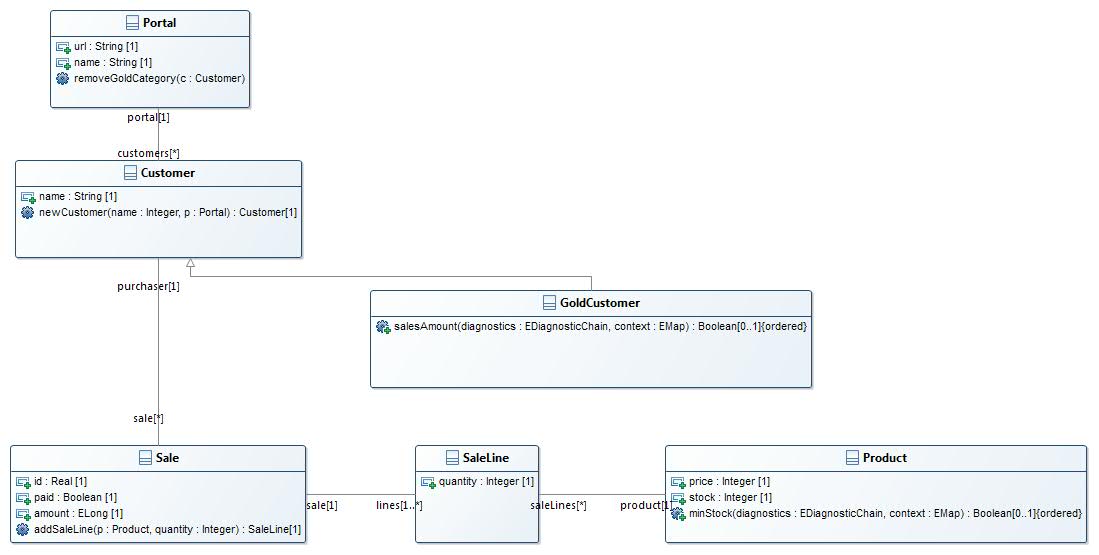 Portal
url : String [1]
name : String [1]
removeGoldCategory(c : Customer)
portal[1]
customers[*]
Customer
name : String [1]
newCustomer(name : Integer, p : Portal) : Customer[1]
purchaser[1]
GoldCustomer
salesAmount(diagnostics : EDiagnosticChain, context : EMap) : Boolean[0..1]{ordered}
sale[*]
Sale
id : Real [1]
paid : Boolean [1]
amount : ELong [1]
addSaleLine(p : Product, quantity : Integer) : SaleLine[1]
sale[1]
lines[1..*]
SaleLine
quantity : Integer [1]
saleLines[*]
product[1]
Product
price : Integer [1]
stock : Integer [1]
minStock(diagnostics : EDiagnosticChain, context : EMap) : Boolean[0..1]{ordered}